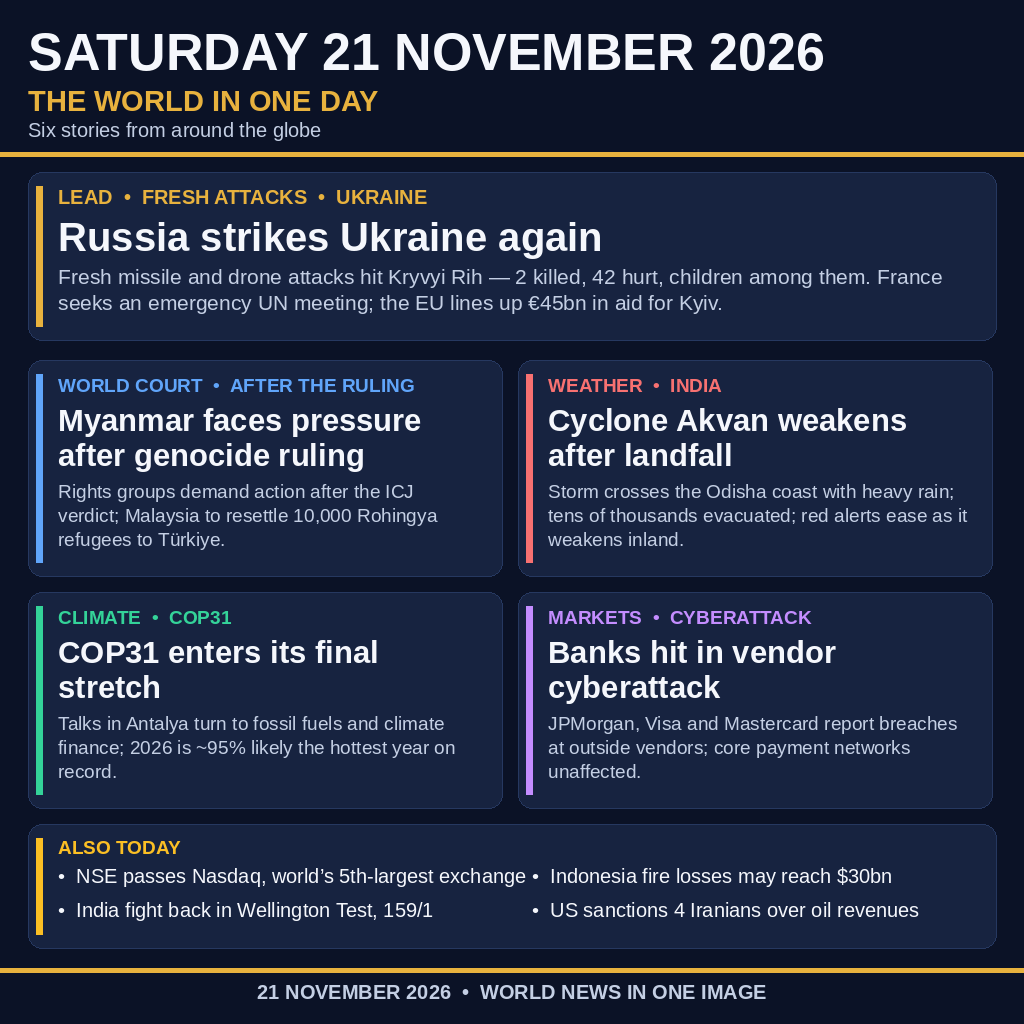 SATURDAY 21 NOVEMBER 2026
THE WORLD IN ONE DAY
Six stories from around the globe
LEAD • FRESH ATTACKS • UKRAINE
Russia strikes Ukraine again
Fresh missile and drone attacks hit Kryvyi Rih — 2 killed, 42 hurt, children among them. France
seeks an emergency UN meeting; the EU lines up €45bn in aid for Kyiv.
WORLD COURT • AFTER THE RULING
Myanmar faces pressure
after genocide ruling
Rights groups demand action after the ICJ
verdict; Malaysia to resettle 10,000 Rohingya
refugees to Türkiye.
WEATHER • INDIA
Cyclone Akvan weakens
after landfall
Storm crosses the Odisha coast with heavy rain;
tens of thousands evacuated; red alerts ease as it
weakens inland.
CLIMATE • COP31
COP31 enters its final
stretch
Talks in Antalya turn to fossil fuels and climate
finance; 2026 is ~95% likely the hottest year on
record.
MARKETS • CYBERATTACK
Banks hit in vendor
cyberattack
JPMorgan, Visa and Mastercard report breaches
at outside vendors; core payment networks
unaffected.
ALSO TODAY
• NSE passes Nasdaq, world’s 5th-largest exchange
• Indonesia fire losses may reach $30bn
• India fight back in Wellington Test, 159/1
• US sanctions 4 Iranians over oil revenues
21 NOVEMBER 2026 • WORLD NEWS IN ONE IMAGE